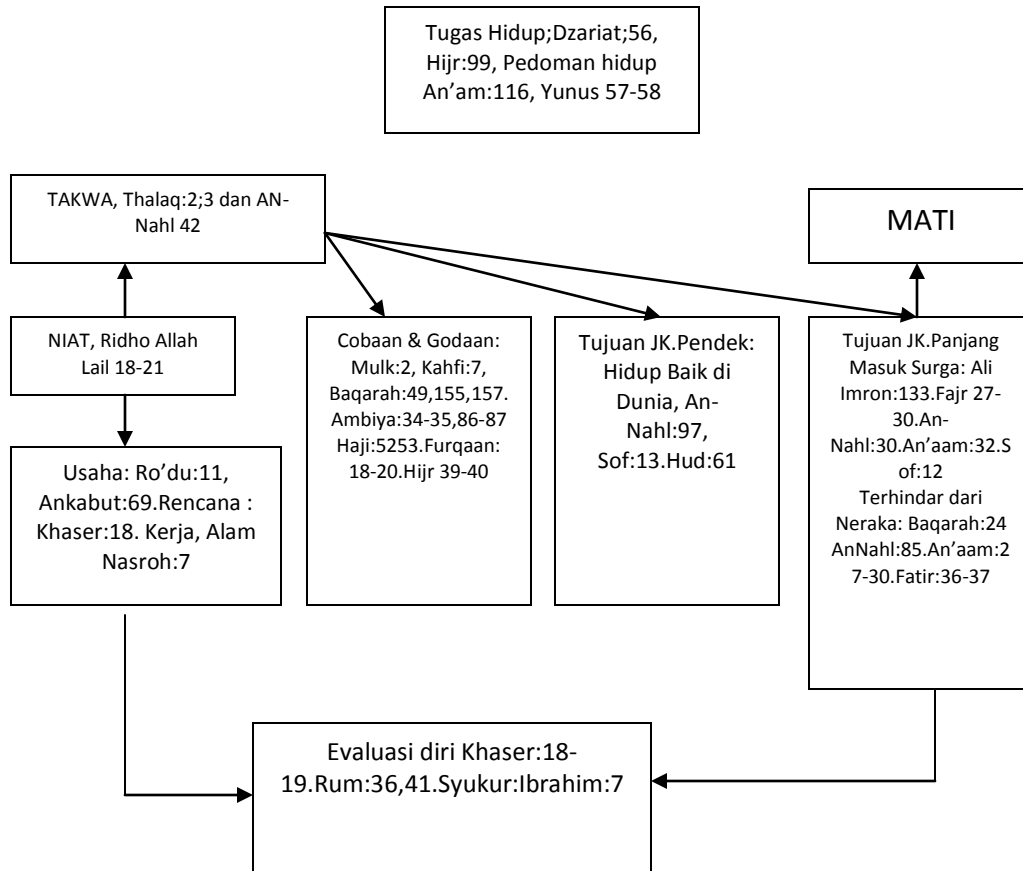 Tugas Hidup;Dzariat;56,
Hijr:99, Pedoman hidup
An’am:116, Yunus 57-58
TAKWA, Thalaq:2;3 dan AN-
Nahl 42
MATI
NIAT, Ridho Allah
Lail 18-21
Cobaan & Godaan:
Mulk:2, Kahfi:7,
Baqarah:49,155,157.
Ambiya:34-35,86-87
Haji:5253.Furqaan:
18-20.Hijr 39-40
Tujuan JK.Pendek:
Hidup Baik di
Dunia, An-
Nahl:97,
Sof:13.Hud:61
Tujuan JK.Panjang
Masuk Surga: Ali
Imron:133.Fajr 27-
30.An-
Nahl:30.An’aam:32.S
of:12
Terhindar dari
Neraka: Baqarah:24
AnNahl:85.An’aam:2
7-30.Fatir:36-37
Usaha: Ro’du:11,
Ankabut:69.Rencana :
Khaser:18. Kerja, Alam
Nasroh:7
Evaluasi diri Khaser:18-
19.Rum:36,41.Syukur:Ibrahim:7